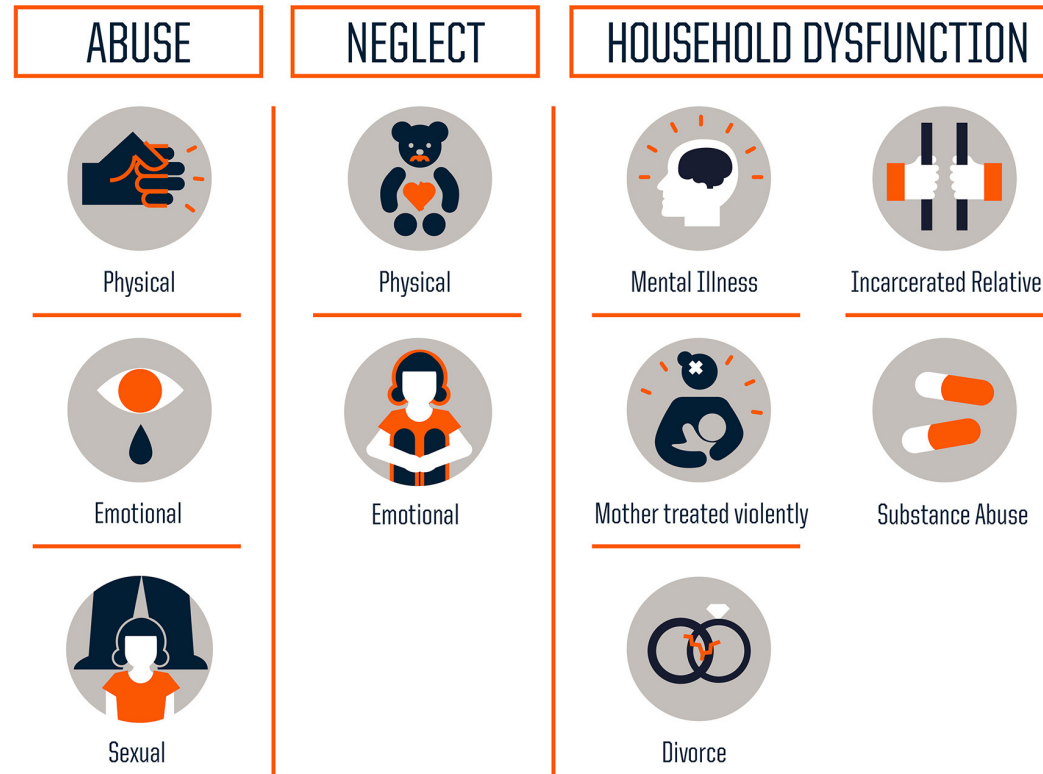 ABUSE
Physical
Emotional
Sexual
NEGLECT
Physical
Emotional
HOUSEHOLD DYSFUNCTION
Mental Illness
Incarcerated Relative
Mother treated violently
Substance Abuse
Divorce